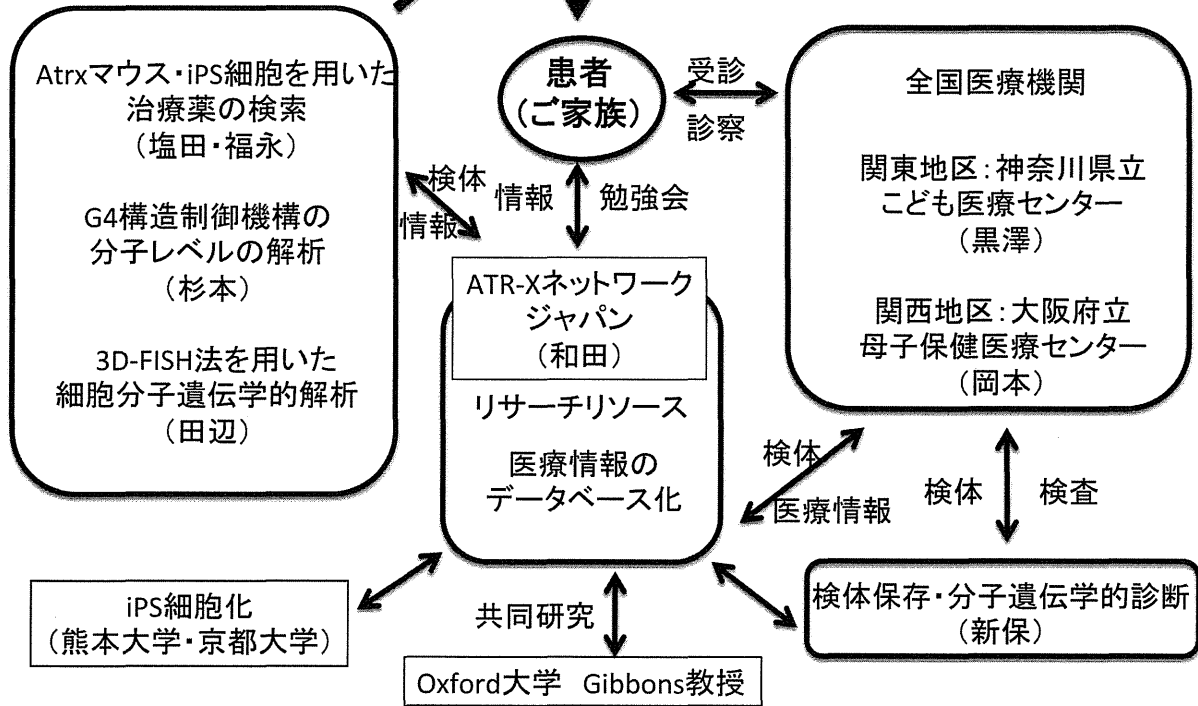 Atrxマウス・iPS細胞を用いた
治療薬の検索
（塩田・福永）
G4構造制御機構の
分子レベルの解析
（杉本）
3D-FISH法を用いた
細胞分子遺伝学的解析
（田辺）
検体
情報
患者
（ご家族）
受診
診察
情報
勉強会
全国医療機関
関東地区：神奈川県立
こども医療センター
（黒澤）
関西地区：大阪府立
母子保健医療センター
（岡本）
ATR-Xネットワーク
ジャパン
（和田）
リサーチリソース
医療情報の
データベース化
検体
医療情報
検体
検査
iPS細胞化
（熊本大学・京都大学）
共同研究
Oxford大学 Gibbons教授
検体保存・分子遺伝学的診断
（新保）